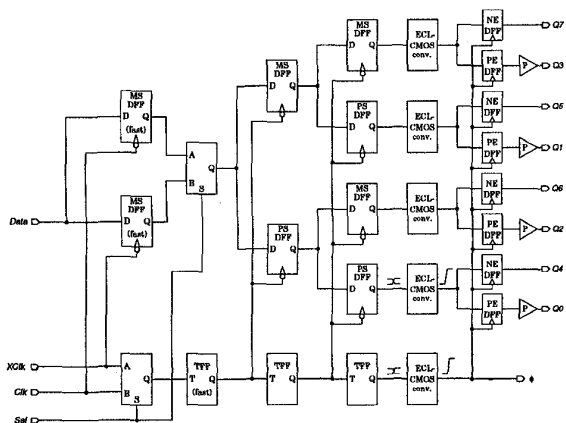 MS
DFF
D Q
ECL-
CMOS
conv.
NE
DFF
Q7
PE
DFF
P
Q3
MS
DFF
D Q
MS
DFF
D Q
(fast)
PS
DFF
D Q
ECL-
CMOS
conv.
NE
DFF
Q5
PE
DFF
P
Q1
A
B
S
Data
MS
DFF
D Q
(fast)
MS
DFF
D Q
ECL-
CMOS
conv.
NE
DFF
Q6
PE
DFF
P
Q2
PS
DFF
D Q
PS
DFF
D Q
ECL-
CMOS
conv.
NE
DFF
Q4
PE
DFF
P
Q0
XClk
Clk
Sel
A
B
Q
S
TFF
T Q
(fast)
TFF
T Q
TFF
T Q
ECL-
CMOS
conv.
ϕ